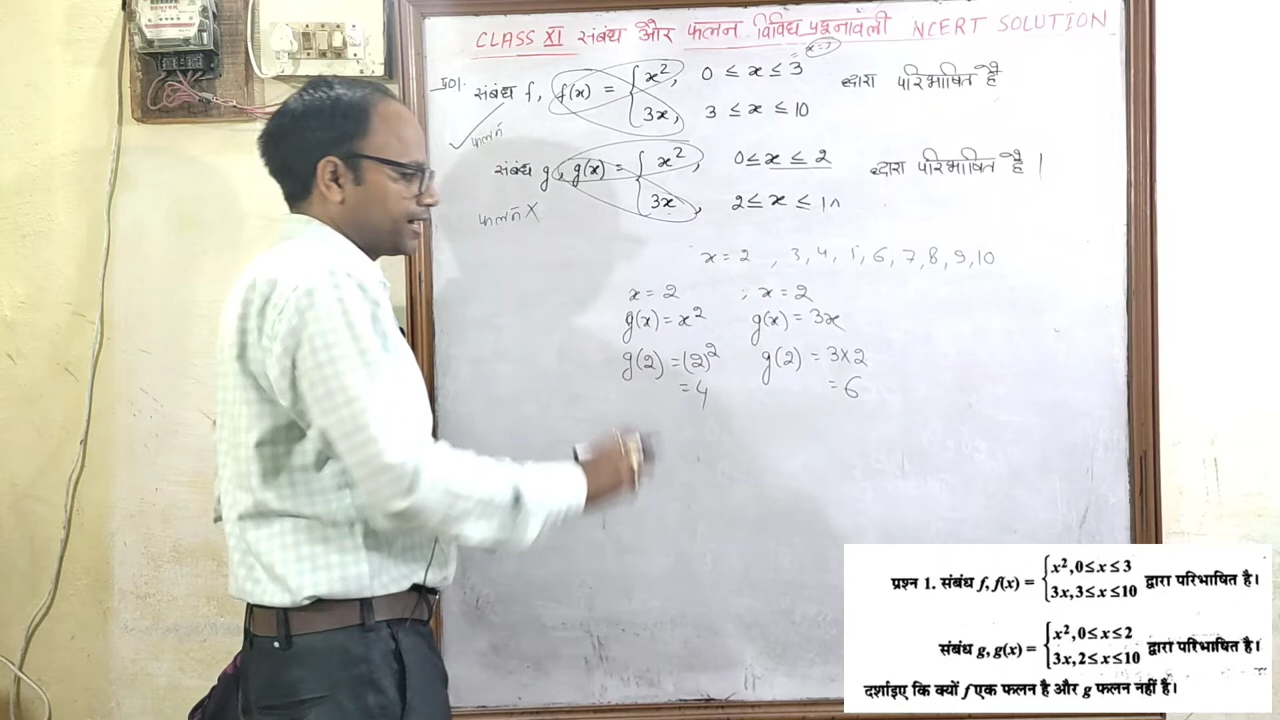 CLASS XI संबंध और फलन विविध प्रश्नावली NCERT SOLUTION
x=3
संबंध f, f(x) = { x², 0 ≤ x ≤ 3
3x, 3 ≤ x ≤ 10 द्वारा परिभाषित है
फलन
संबंध g, g(x) = { x², 0≤ x ≤ 2
3x, 2≤ x ≤ 10 द्वारा परिभाषित है।
फलन X
x = 2 , 3, 4, 5, 6, 7, 8, 9, 10
x = 2 ; x = 2
g(x) = x² g(x) = 3x
g(2) = (2)² g(2) = 3×2
= 4 = 6
प्रश्न 1. संबंध f, f(x) = { x², 0≤x≤3
3x, 3≤x≤10 द्वारा परिभाषित है।
संबंध g, g(x) = { x², 0≤x≤2
3x, 2≤x≤10 द्वारा परिभाषित है।
दर्शाइए कि क्यों f एक फलन है और g फलन नहीं है।